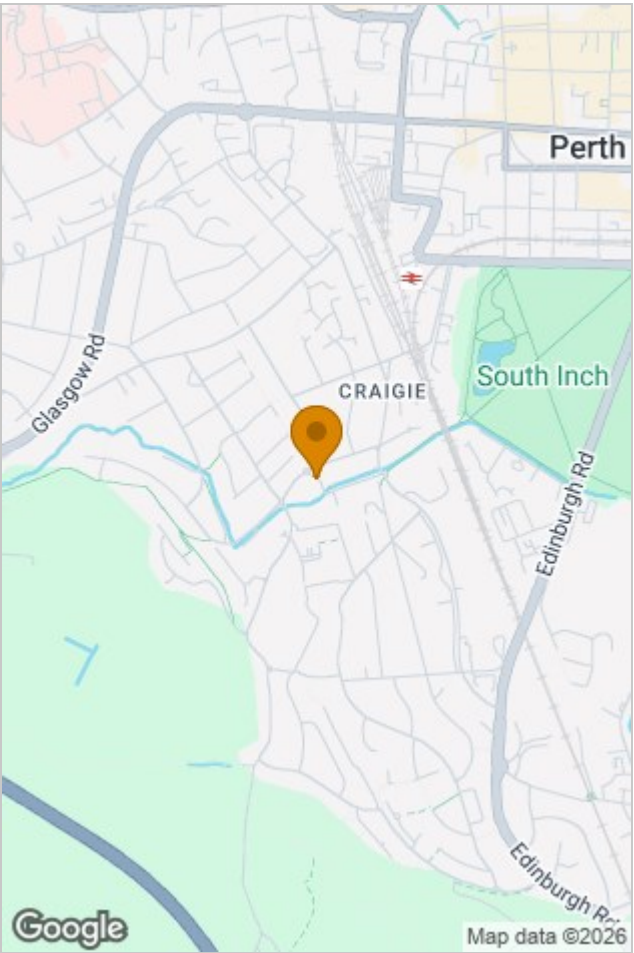 Perth
Glasgow Rd
CRAIGIE
South Inch
Edinburgh Rd
Edinburgh Rd
Google
Map data ©2026